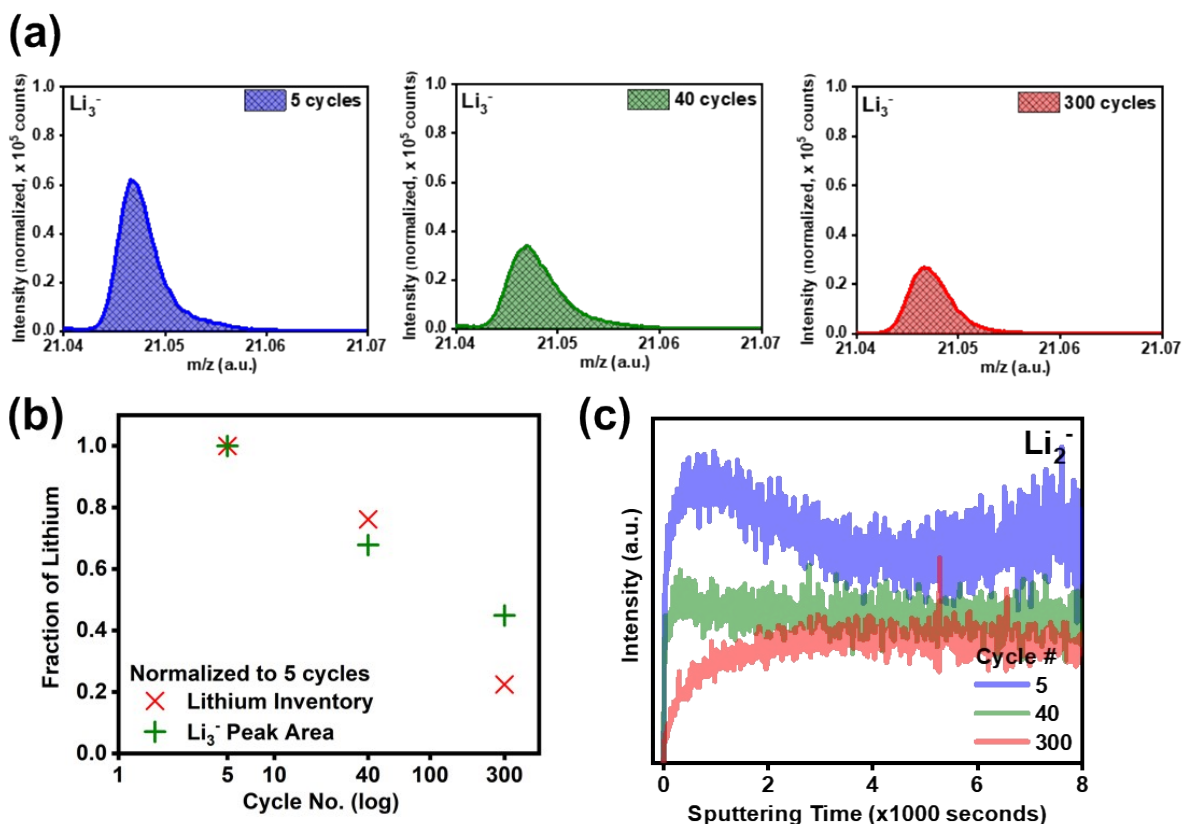 (a)
Intensity (normalized, x 10⁵ counts)
1.0
0.8
0.6
0.4
0.2
0.0
Li₃⁻
5 cycles
21.04 21.05 21.06 21.07
m/z (a.u.)
Intensity (normalized, x 10⁵ counts)
1.0
0.8
0.6
0.4
0.2
0.0
Li₃⁻
40 cycles
21.04 21.05 21.06 21.07
m/z (a.u.)
Intensity (normalized, x 10⁵ counts)
1.0
0.8
0.6
0.4
0.2
0.0
Li₃⁻
300 cycles
21.04 21.05 21.06 21.07
m/z (a.u.)
(b)
Fraction of Lithium
1.0
0.8
0.6
0.4
0.2
0.0
Normalized to 5 cycles
Lithium Inventory
Li₃⁻ Peak Area
1 5 10 40 100 300
Cycle No. (log)
(c)
Intensity (a.u.)
Li₂⁻
Cycle #
5
40
300
0 2 4 6 8
Sputtering Time (x1000 seconds)